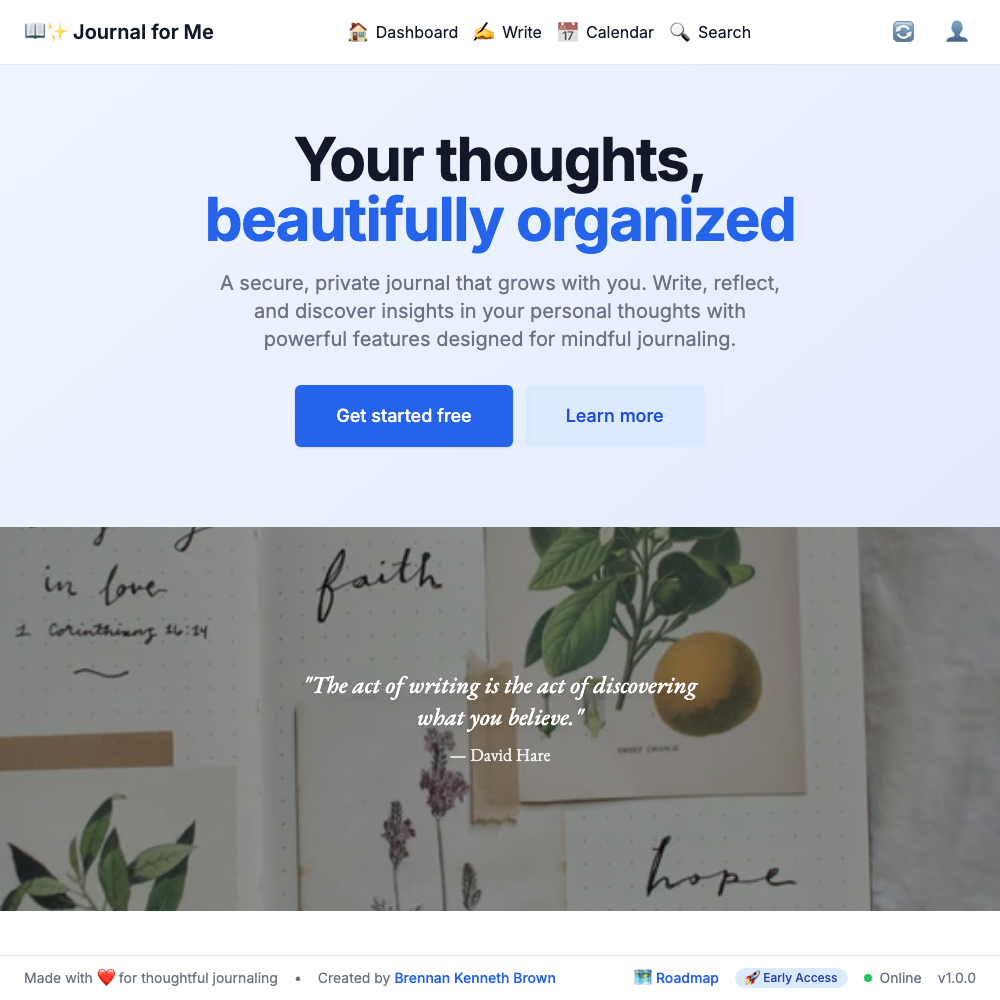 Journal for Me
Dashboard
Write
Calendar
Search
Your thoughts,
beautifully organized
A secure, private journal that grows with you. Write, reflect,
and discover insights in your personal thoughts with
powerful features designed for mindful journaling.
Get started free
Learn more
in love
faith
1 Corinthians 16:14
"The act of writing is the act of discovering
what you believe."
— David Hare
SWEET ORANGE
hope
Made with ❤️ for thoughtful journaling • Created by Brennan Kenneth Brown
Roadmap
Early Access
Online
v1.0.0